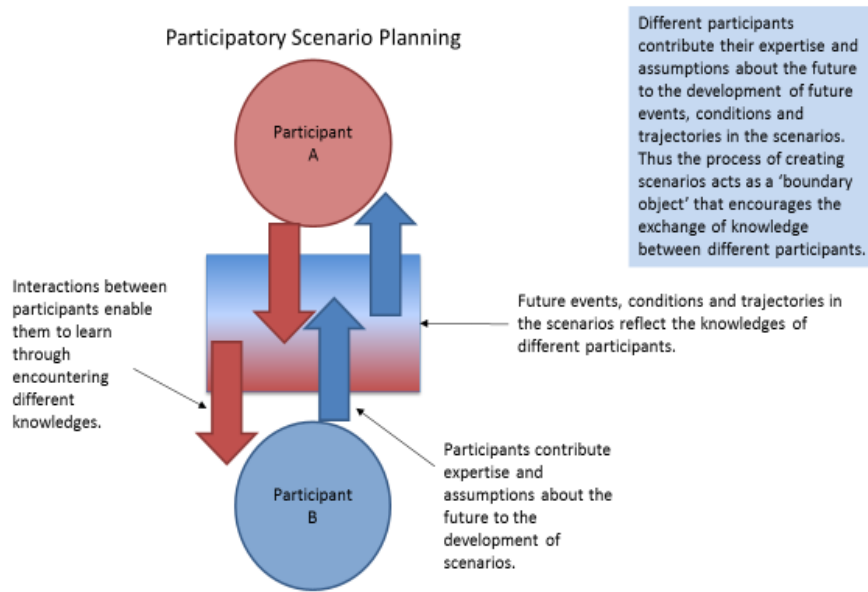 Participatory Scenario Planning
Participant
A
Different participants
contribute their expertise and
assumptions about the future
to the development of future
events, conditions and
trajectories in the scenarios.
Thus the process of creating
scenarios acts as a ‘boundary
object’ that encourages the
exchange of knowledge
between different participants.
Interactions between
participants enable
them to learn
through
encountering
different
knowledges.
Future events, conditions and trajectories in
the scenarios reflect the knowledges of
different participants.
Participants contribute
expertise and
assumptions about the
future to the
development of
scenarios.
Participant
B